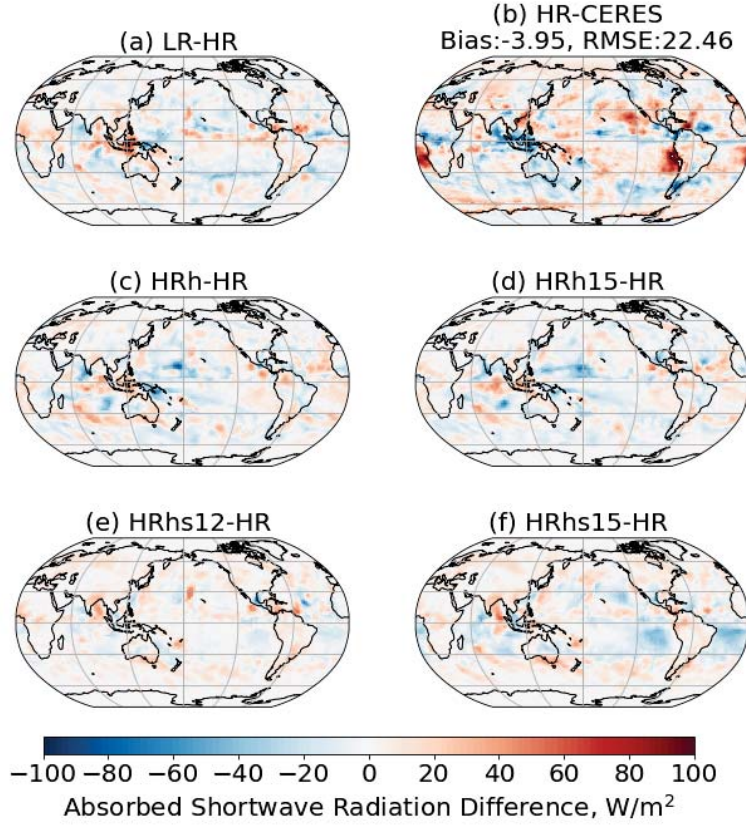 (a) LR-HR
(b) HR-CERES
Bias:-3.95, RMSE:22.46
(c) HRh-HR
(d) HRh15-HR
(e) HRhs12-HR
(f) HRhs15-HR
−100 −80 −60 −40 −20 0 20 40 60 80 100
Absorbed Shortwave Radiation Difference, W/m²